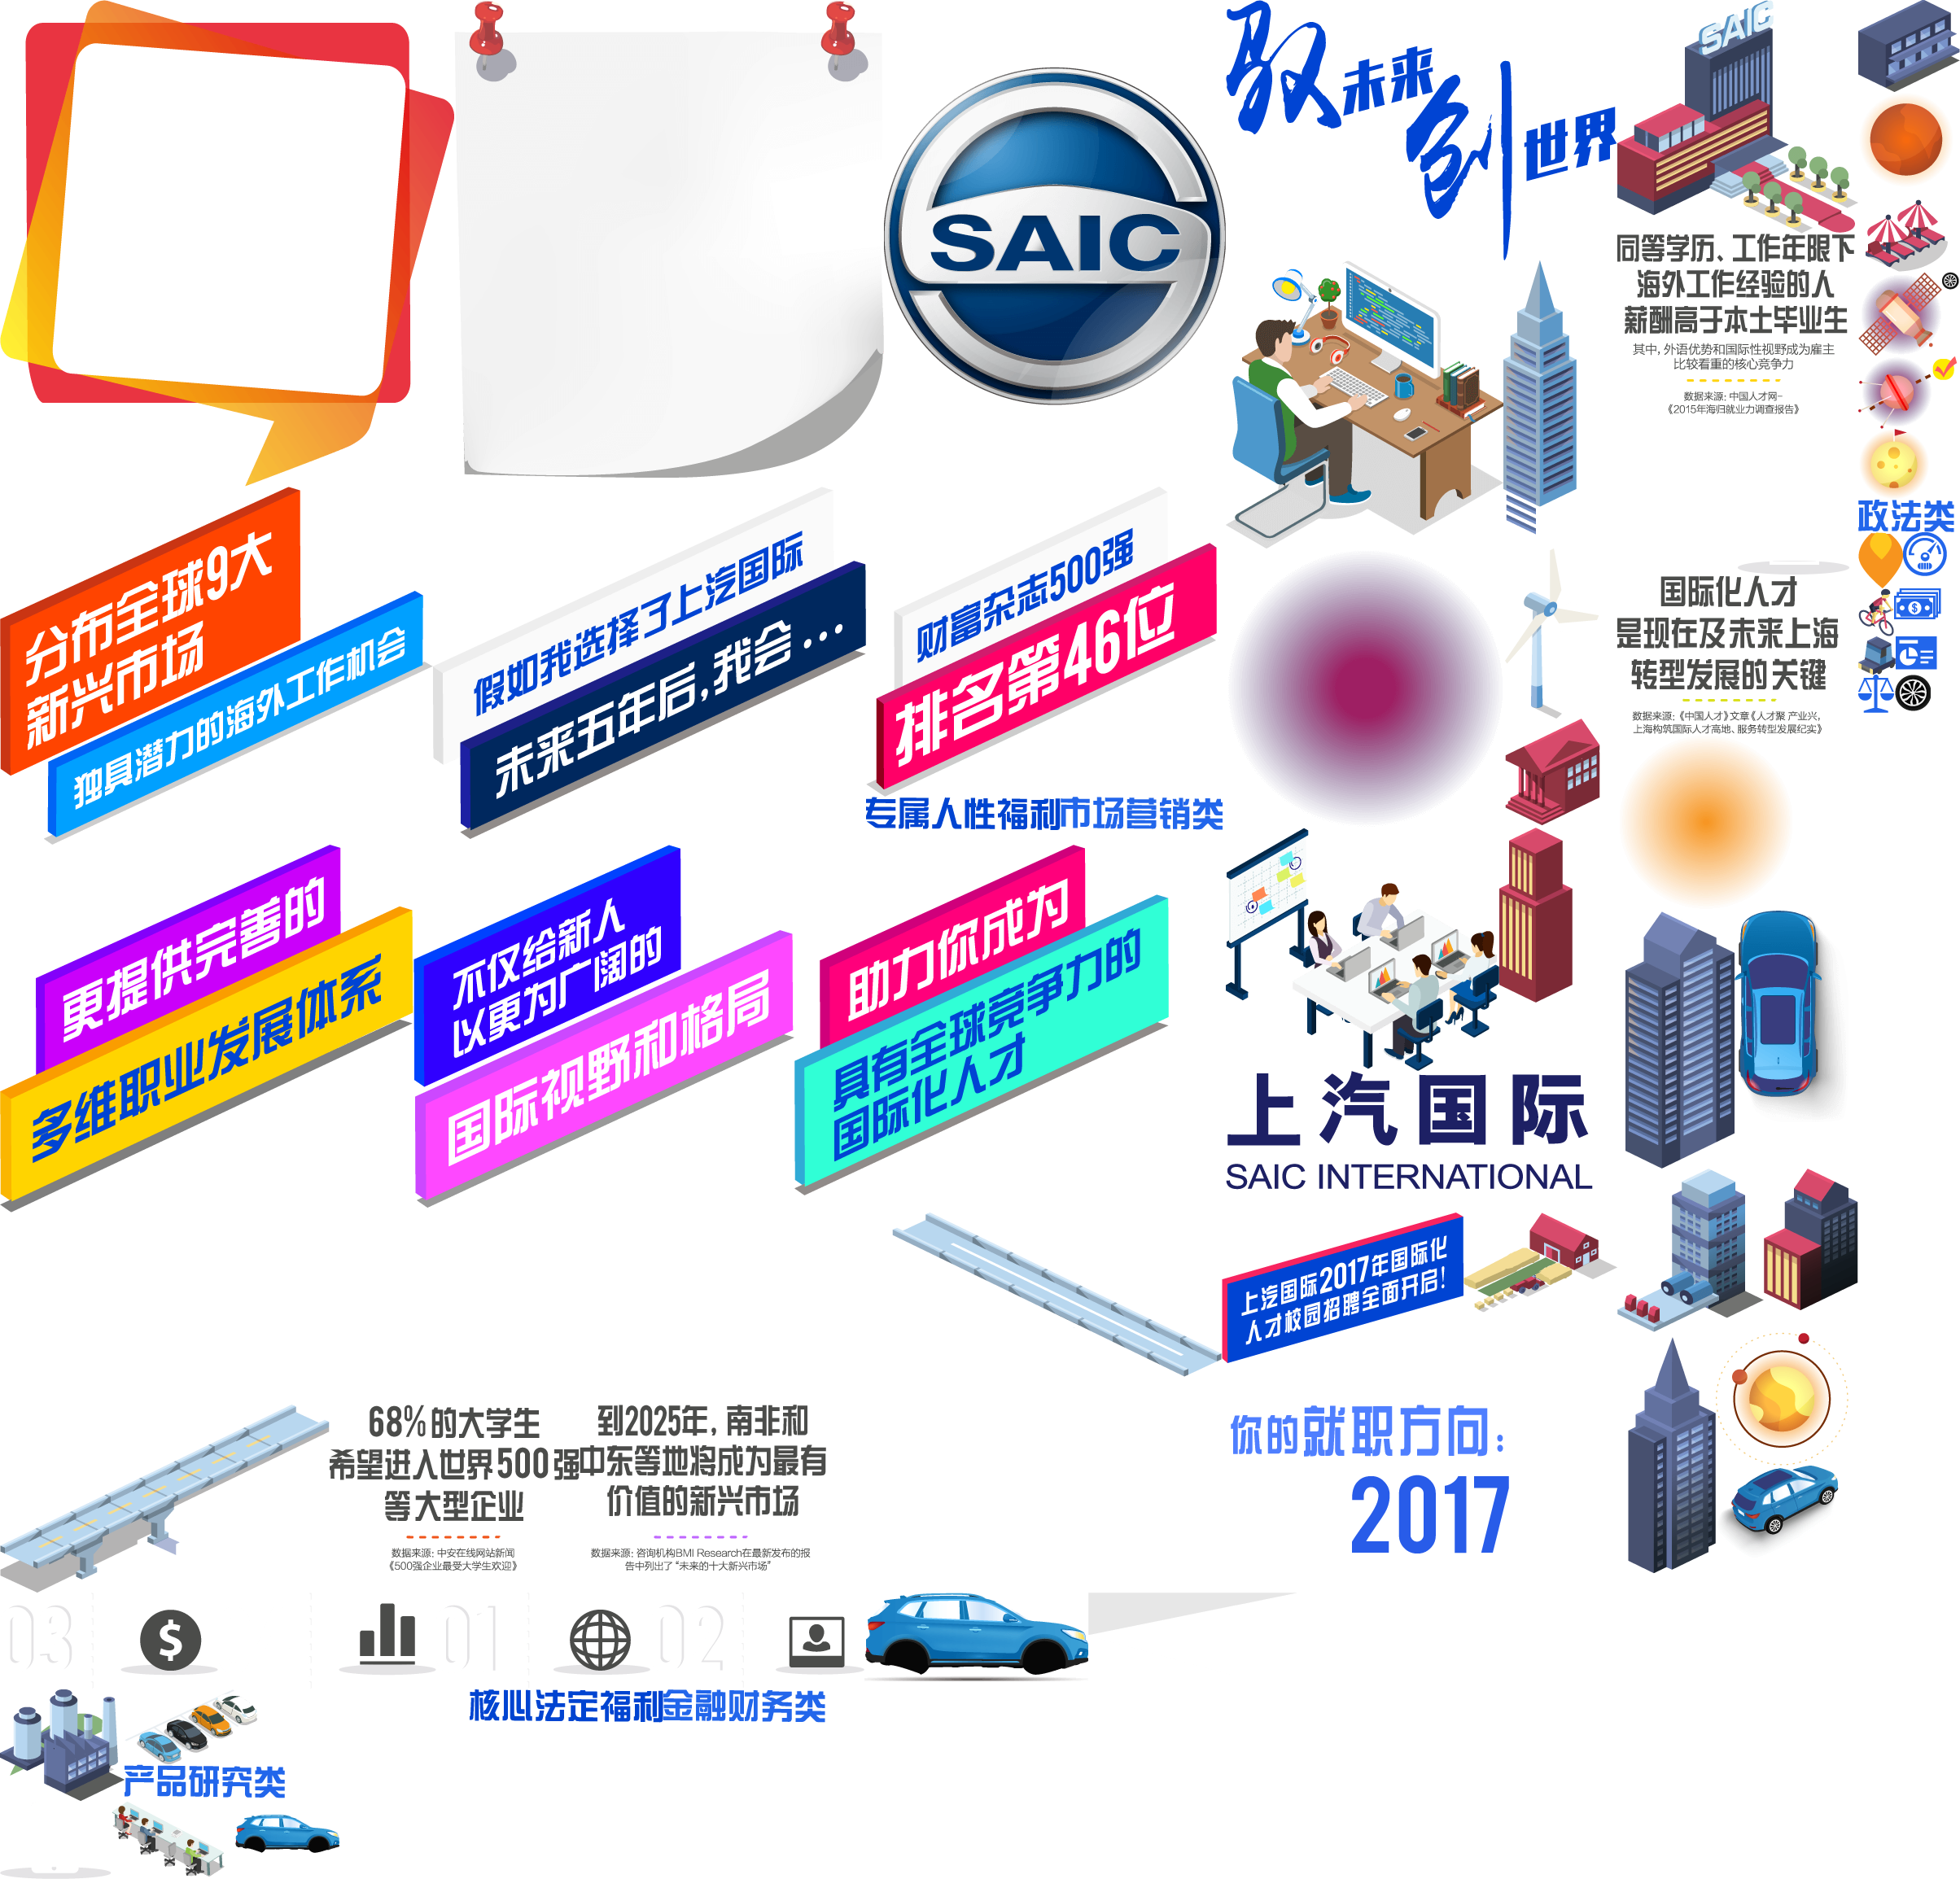 SAIC
驭未来
创世界
SAIC
同等学历、工作年限下
海外工作经验的人
薪酬高于本土毕业生
其中，外语优势和国际性视野成为雇主
比较看重的核心竞争力
数据来源：中国人才网-
《2015年海归就业力调查报告》
政法类
分布全球9大
新兴市场
独具潜力的海外工作机会
假如我选择了上汽国际
未来五年后，我会…
财富杂志500强
排名第46位
专属人性福利
市场营销类
国际化人才
是现在及未来上海
转型发展的 关键
数据来源：《中国人才》文章《人才聚 产业兴，
上海构筑国际人才高地、服务转型发展纪实》
更提供完善的
多维职业发展体系
不仅给新人
以更为广阔的
国际视野和格局
助力你成为
具有全球竞争力的
国际化人才
上汽国际
SAIC INTERNATIONAL
上汽国际2017年国际化
人才校园招聘全面开启！
68%的大学生
希望进入世界500强
等大型企业
数据来源：中安在线网站新闻
《500强企业最受大学生欢迎》
到2025年，南非和
中东等地将成为最有
价值的新兴市场
数据来源：咨询机构BMI Research在最新发布的报
告中列出了“未来的十大新兴市场”
你的就职方向：
2017
03
01
02
核心法定福利
金融财务类
产品研究类